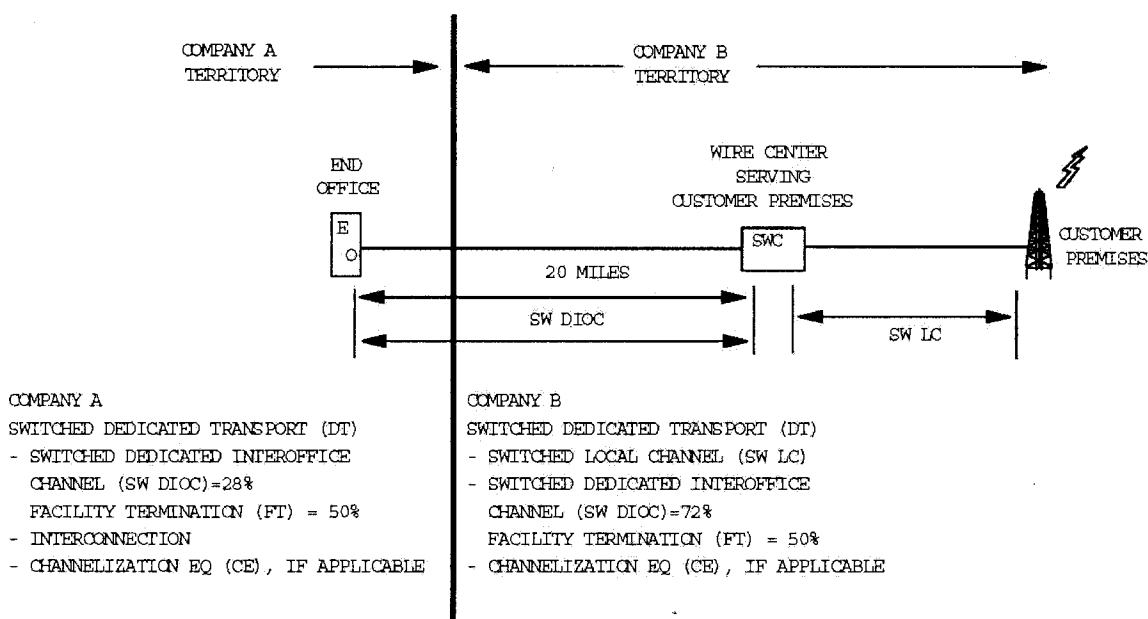 COMPANY A
TERRITORY
COMPANY B
TERRITORY
END
OFFICE
WIRE CENTER
SERVING
CUSTOMER PREMISES
E
SWC
CUSTOMER
PREMISES
20 MILES
SW DIOC
SW LC
COMPANY A
SWITCHED DEDICATED TRANSPORT (DT)
- SWITCHED DEDICATED INTEROFFICE
CHANNEL (SW DIOC)=28%
FACILITY TERMINATION (FT) = 50%
- INTERCONNECTION
- CHANNELIZATION EQ (CE), IF APPLICABLE
COMPANY B
SWITCHED DEDICATED TRANSPORT (DT)
- SWITCHED LOCAL CHANNEL (SW LC)
- SWITCHED DEDICATED INTEROFFICE
CHANNEL (SW DIOC)=72%
FACILITY TERMINATION (FT) = 50%
- CHANNELIZATION EQ (CE), IF APPLICABLE